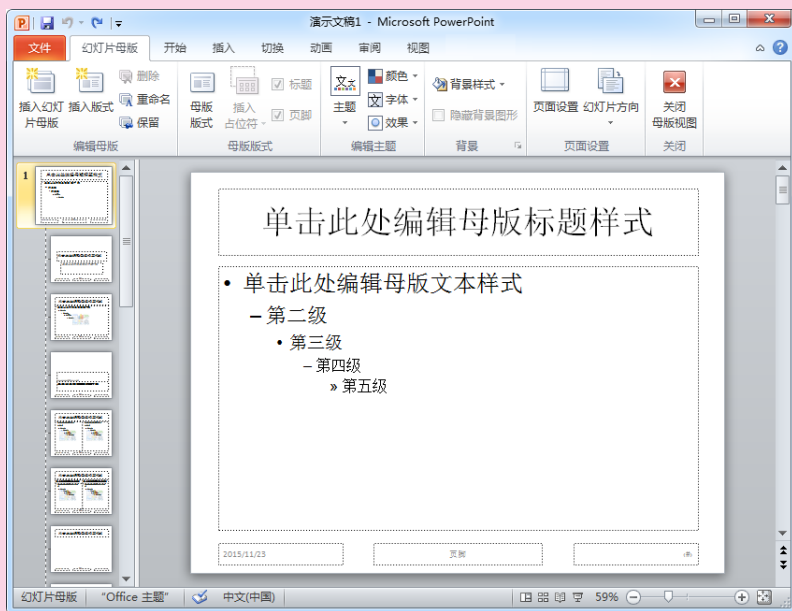 演示文稿1 - Microsoft PowerPoint
文件 幻灯片母版 开始 插入 切换 动画 审阅 视图
插入幻灯片母版
插入版式
删除
重命名
保留
编辑母版
母版版式
插入占位符
标题
页脚
母版版式
主题
颜色
字体
效果
编辑主题
背景样式
隐藏背景图形
背景
页面设置
幻灯片方向
页面设置
关闭母版视图
关闭
1
单击此处编辑母版标题样式
• 单击此处编辑母版文本样式
– 第二级
• 第三级
– 第四级
» 第五级
2015/11/23
页脚
‹#›
幻灯片母版 "Office 主题" 中文(中国) 59%